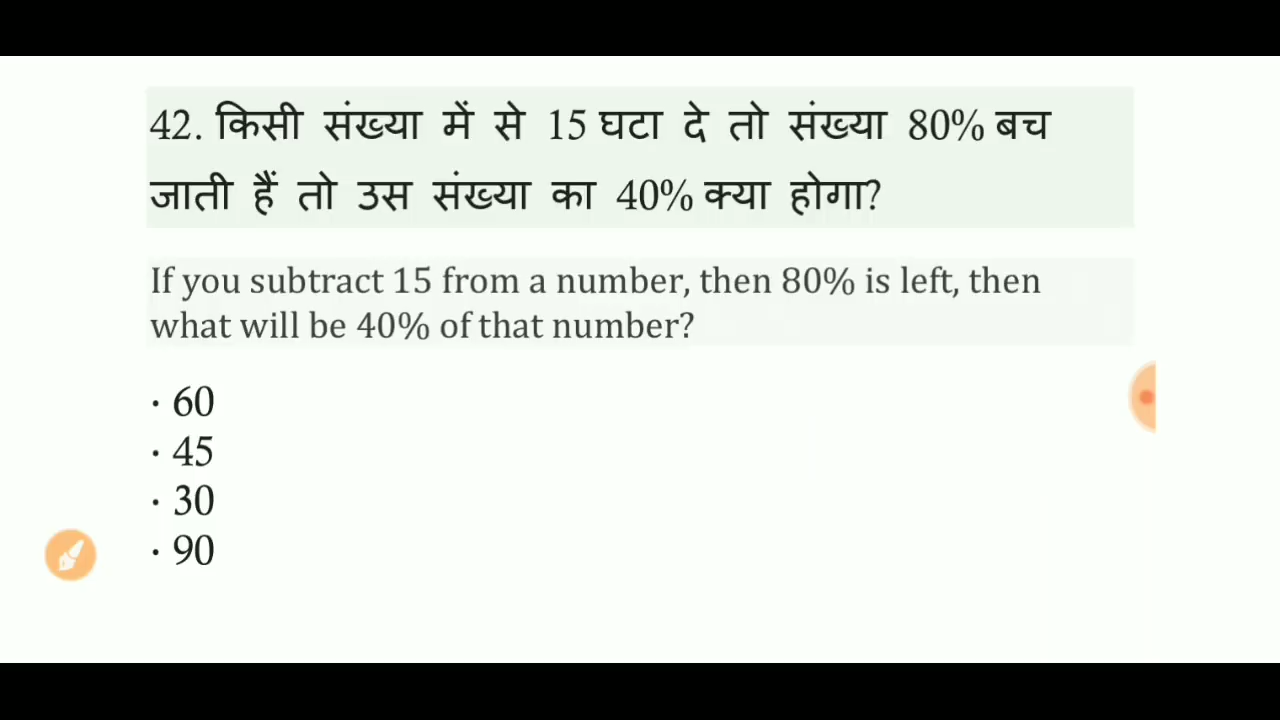 42. किसी संख्या में से 15 घटा दे तो संख्या 80% बच
जाती हैं तो उस संख्या का 40% क्या होगा?
If you subtract 15 from a number, then 80% is left, then
what will be 40% of that number?
· 60
· 45
· 30
· 90